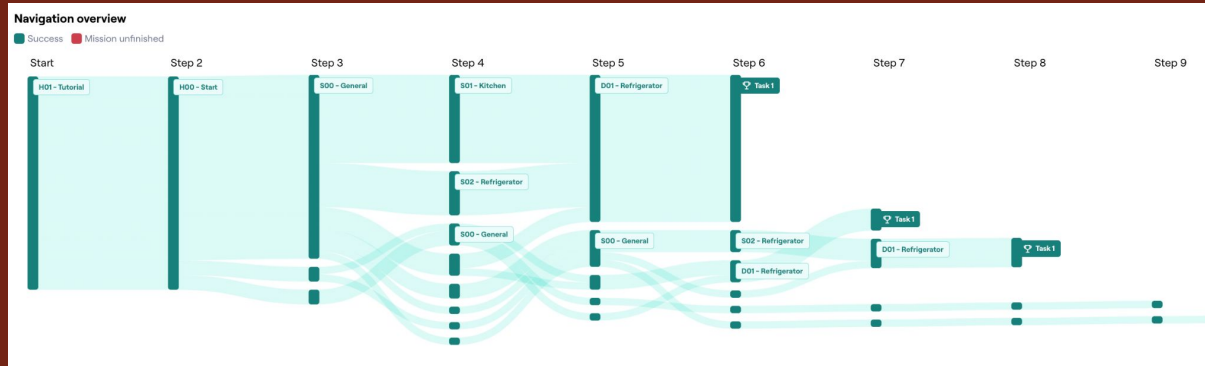 Navigation overview
Success Mission unfinished
Start Step 2 Step 3 Step 4 Step 5 Step 6 Step 7 Step 8 Step 9
H01 - Tutorial H00 - Start S00 - General S01 - Kitchen D01 - Refrigerator Task 1
S02 - Refrigerator
Task 1
S00 - General S00 - General S02 - Refrigerator D01 - Refrigerator Task 1
D01 - Refrigerator